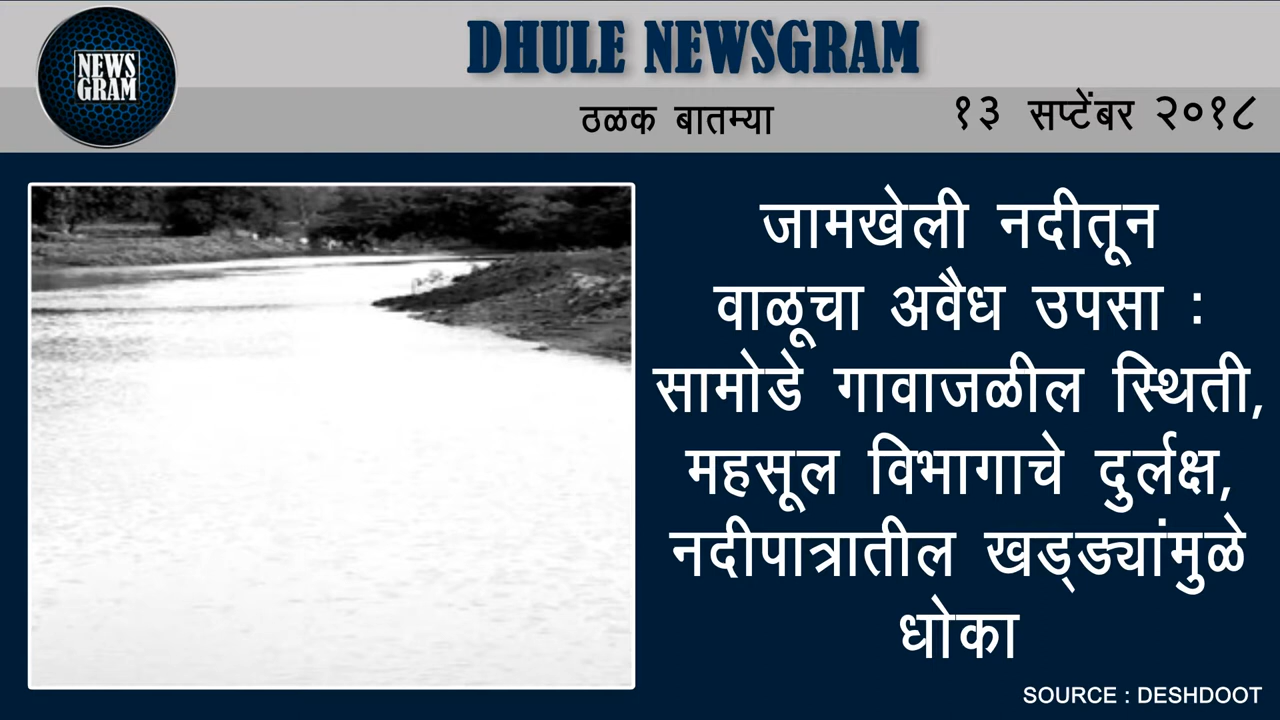 NEWS
GRAM
DHULE NEWSGRAM
ठळक बातम्या
१३ सप्टेंबर २०१८
जामखेली नदीतून
वाळूचा अवैध उपसा :
सामोडे गावाजळील स्थिती,
महसूल विभागाचे दुर्लक्ष,
नदीपात्रातील खड्ड्यांमुळे
धोका
SOURCE : DESHDOOT